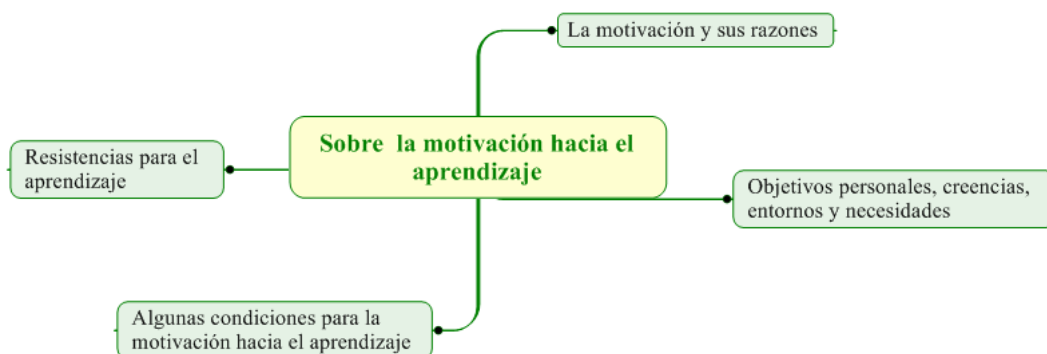 La motivación y sus razones
Sobre la motivación hacia el
aprendizaje
Resistencias para el
aprendizaje
Objetivos personales, creencias,
entornos y necesidades
Algunas condiciones para la
motivación hacia el aprendizaje